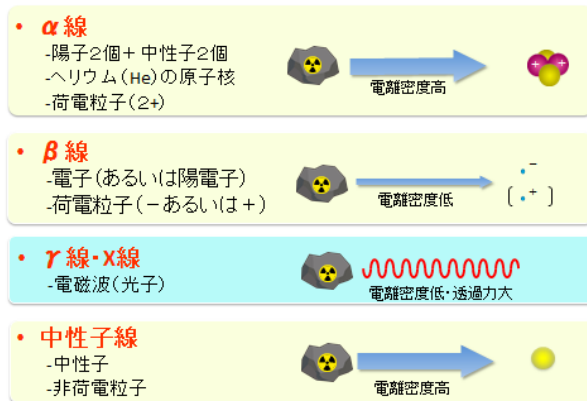 • α線
-陽子2個+中性子2個
-ヘリウム(He)の原子核
-荷電粒子(2+)
電離密度高
+ +
• β線
-電子(あるいは陽電子)
-荷電粒子(-あるいは+)
電離密度低
-
( + )
• γ線・X線
-電磁波(光子)
電離密度低・透過力大
• 中性子線
-中性子
-非荷電粒子
電離密度高